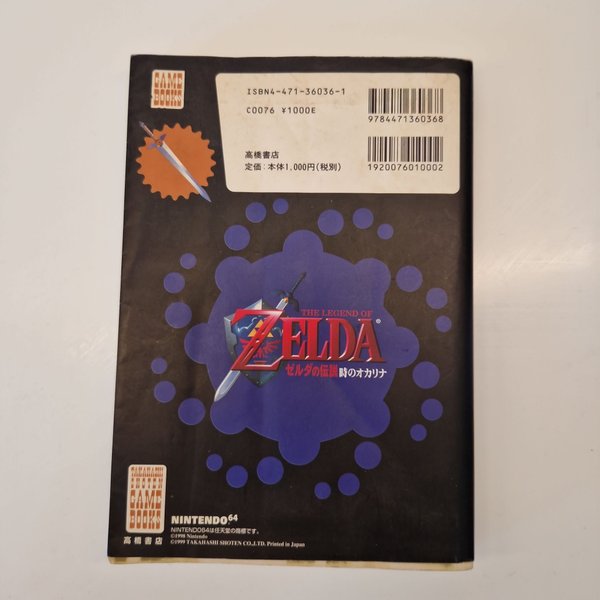 GAME
BOOKS
ISBN4-471-36036-1
C0076 ¥1000E
高橋書店
定価:本体1,000円(税別)
9784471360368
1920076010002
THE LEGEND OF
ZELDA®
ゼルダの伝説 時のオカリナ
TAKAHASHI
SHOTEN
GAME
BOOKS
高橋書店
NINTENDO64
NINTENDO64は任天堂の商標です。
©1998 Nintendo
©1999 TAKAHASHI SHOTEN CO.,LTD. Printed in Japan